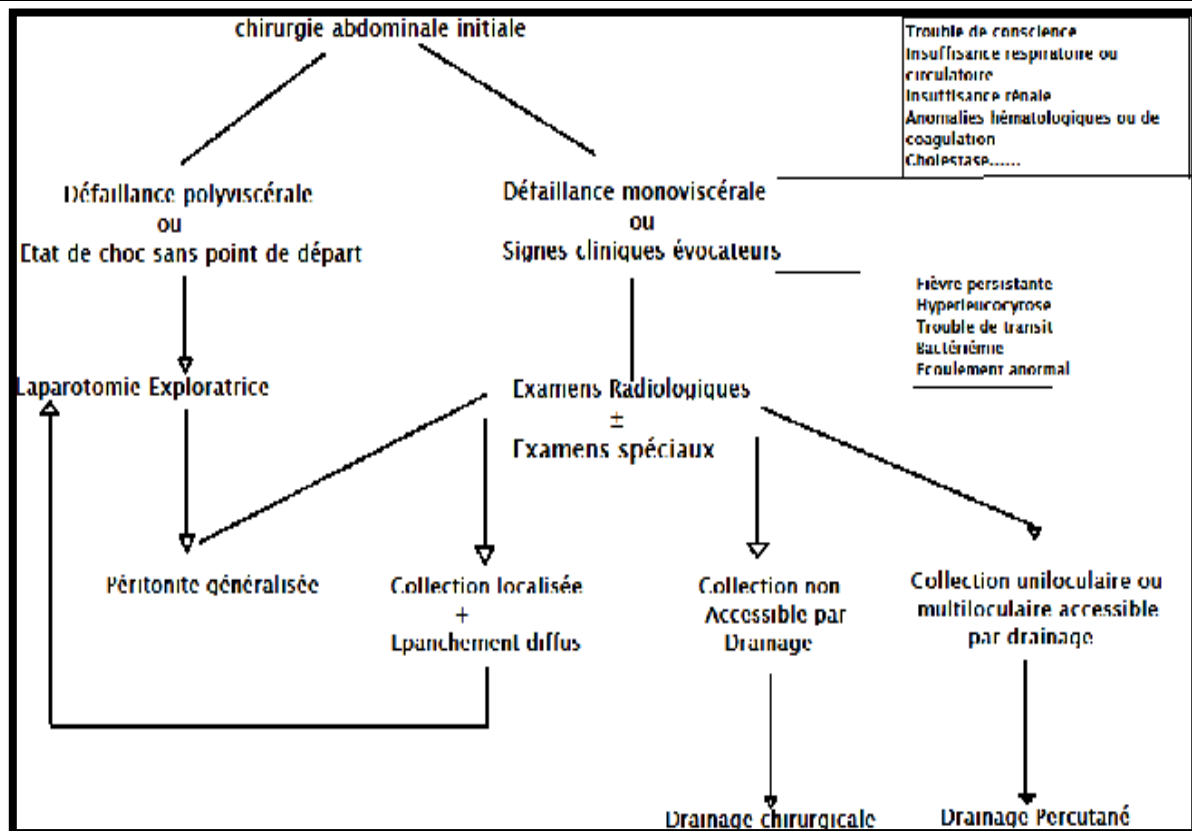 chirurgie abdominale initiale
Trouble de conscience
Insuffisance respiratoire ou
circulatoire
Insuffisance rénale
Anomalies hématologiques ou de
coagulation
Cholestase......
Défaillance polyviscérale
ou
Etat de choc sans point de départ
Défaillance monoviscérale
ou
Signes cliniques évocateurs
Fièvre persistante
Hyperleucocytose
Trouble de transit
Bactériémie
Ecoulement anormal
Laparotomie Exploratrice
Examens Radiologiques
±
Examens spéciaux
Péritonite généralisée
Collection localisée
+
Epanchement diffus
Collection non
Accessible par
Drainage
Collection uniloculaire ou
multiloculaire accessible
par drainage
Drainage chirurgicale
Drainage Percutané